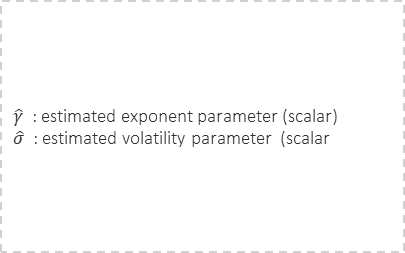 γ̂ : estimated exponent parameter (scalar)
σ̂ : estimated volatility parameter (scalar